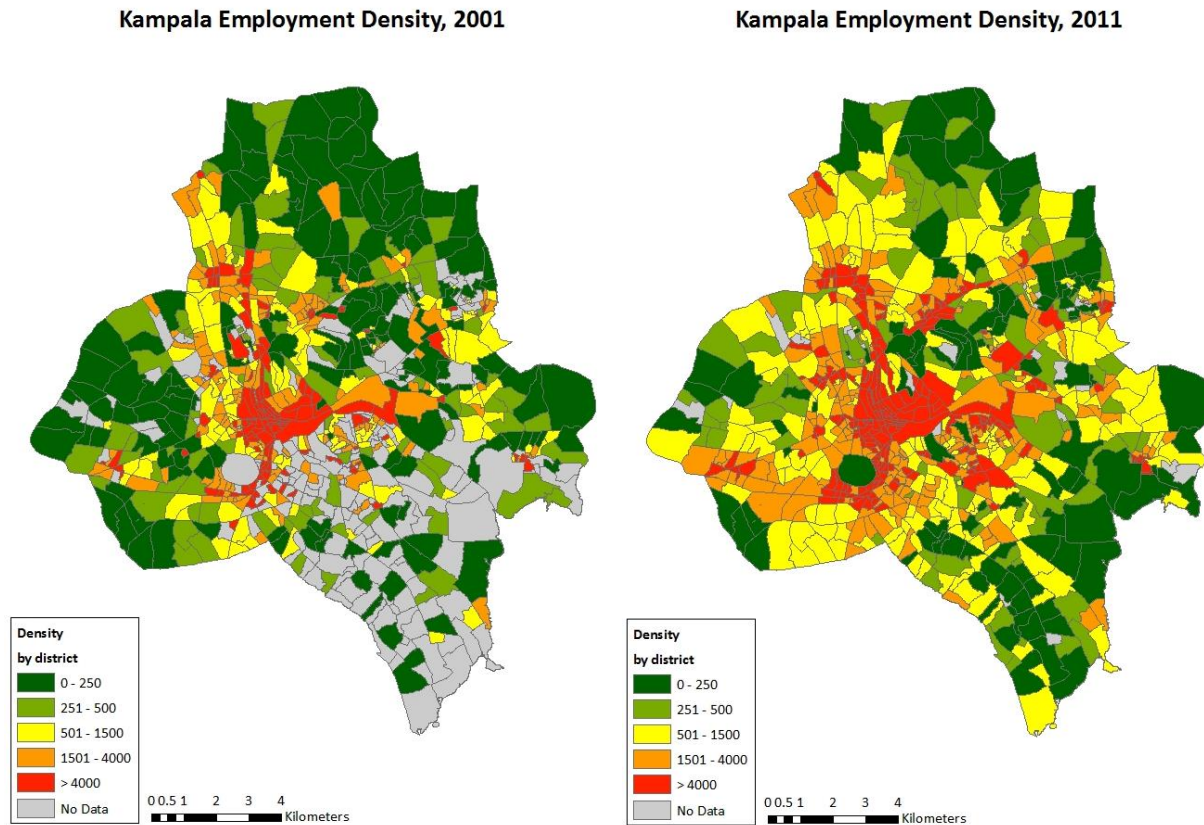 Kampala Employment Density, 2001
Kampala Employment Density, 2011
Density
by district
0 - 250
251 - 500
501 - 1500
1501 - 4000
> 4000
No Data
0 0.5 1 2 3 4
Kilometers
Density
by district
0 - 250
251 - 500
501 - 1500
1501 - 4000
> 4000
No Data
0 0.5 1 2 3 4
Kilometers